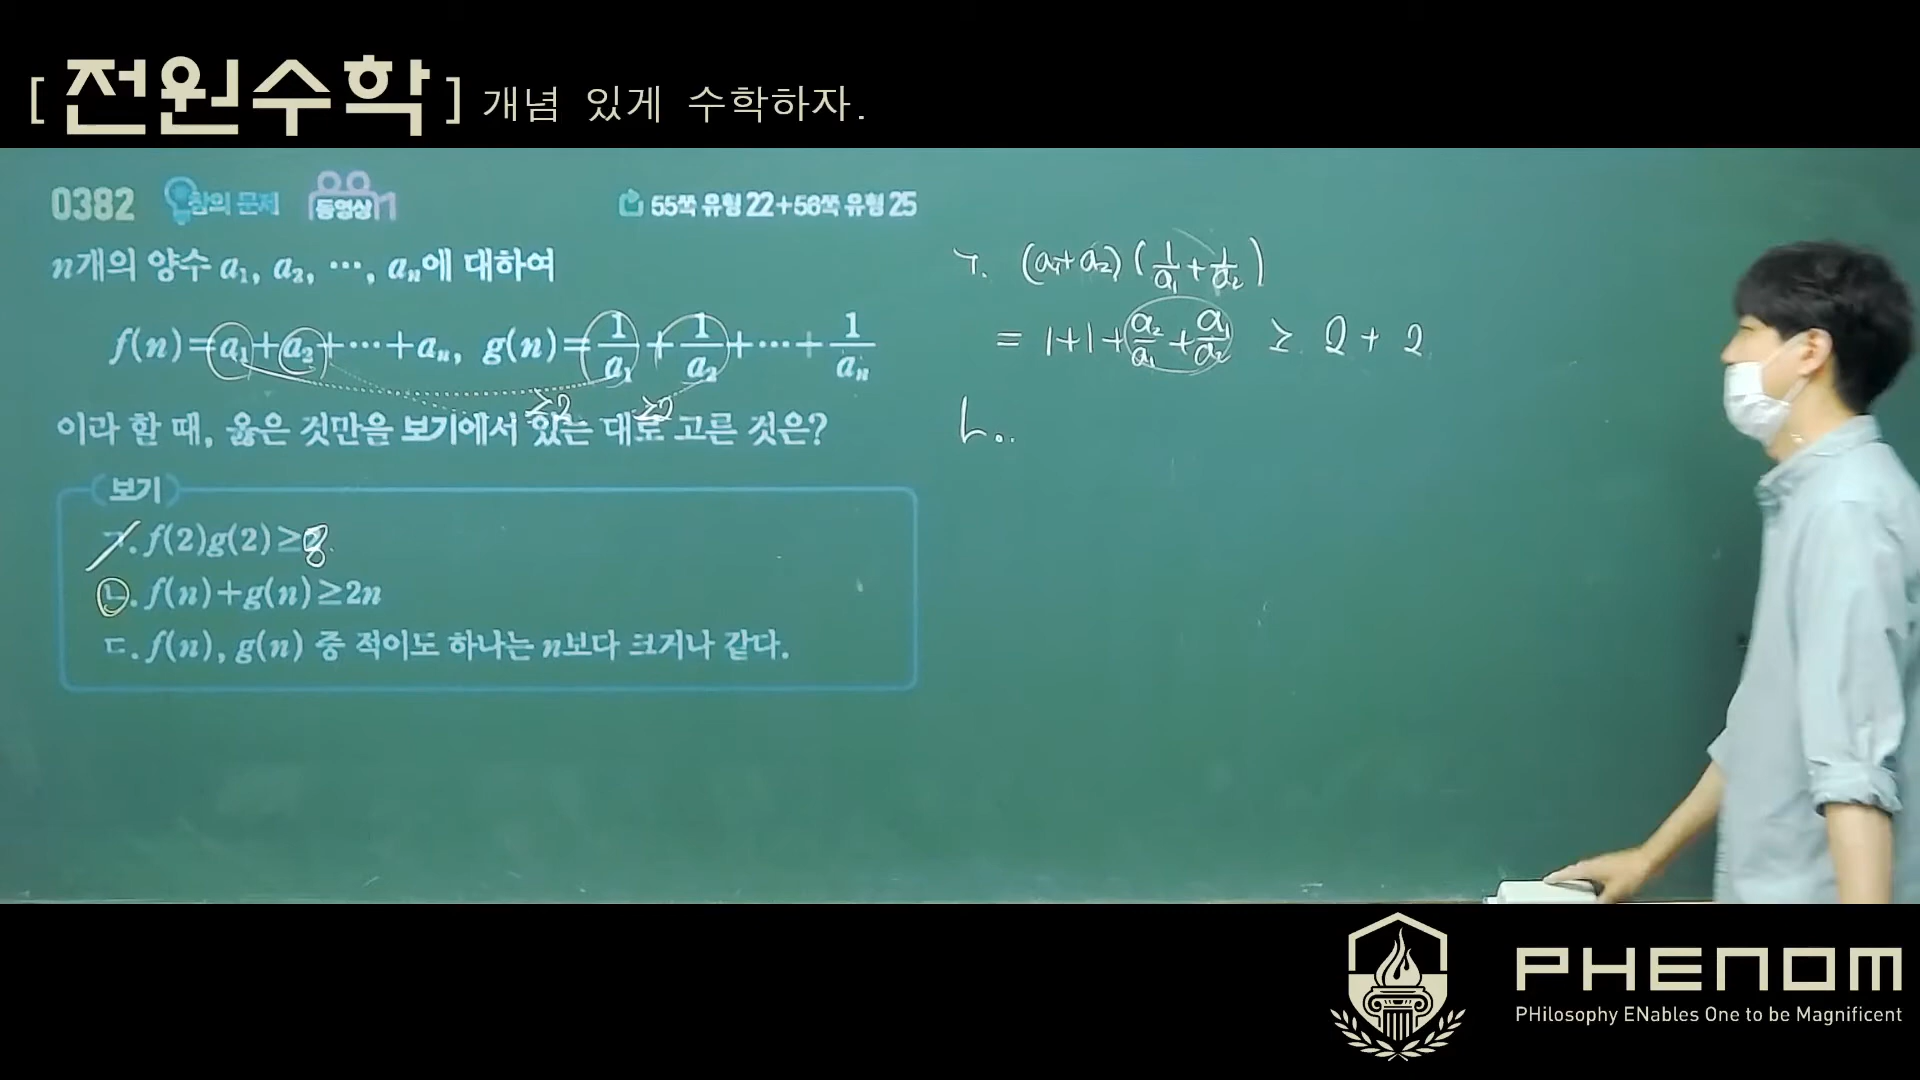 [전원수학] 개념 있게 수학하자.
0382 창의 문제 동영상 55쪽 유형 22+56쪽 유형 25
n개의 양수 a₁, a₂, ⋯, aₙ에 대하여
f(n)=a₁+a₂+⋯+aₙ, g(n)=1/a₁+1/a₂+⋯+1/aₙ
≥2 ≥2
이라 할 때, 옳은 것만을 보기에서 있는 대로 고른 것은?
보기
ㄱ. f(2)g(2)≥8
ㄴ. f(n)+g(n)≥2n
ㄷ. f(n), g(n) 중 적어도 하나는 n보다 크거나 같다.
ㄱ. (a₁+a₂)(1/a₁+1/a₂)
= 1+1+a₂/a₁+a₁/a₂ ≥ 2+2
ㄴ.
PHENOM
PHilosophy ENables One to be Magnificent